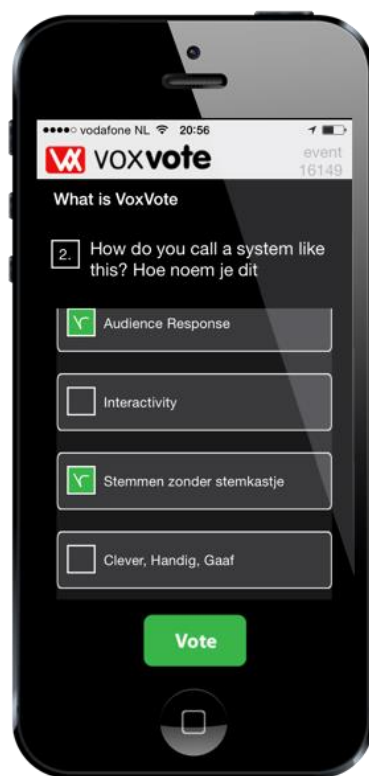 vodafone NL 20:56
VX voxvote
event
16149
What is VoxVote
2. How do you call a system like
this? Hoe noem je dit
Audience Response
Interactivity
Stemmen zonder stemkastje
Clever, Handig, Gaaf
Vote